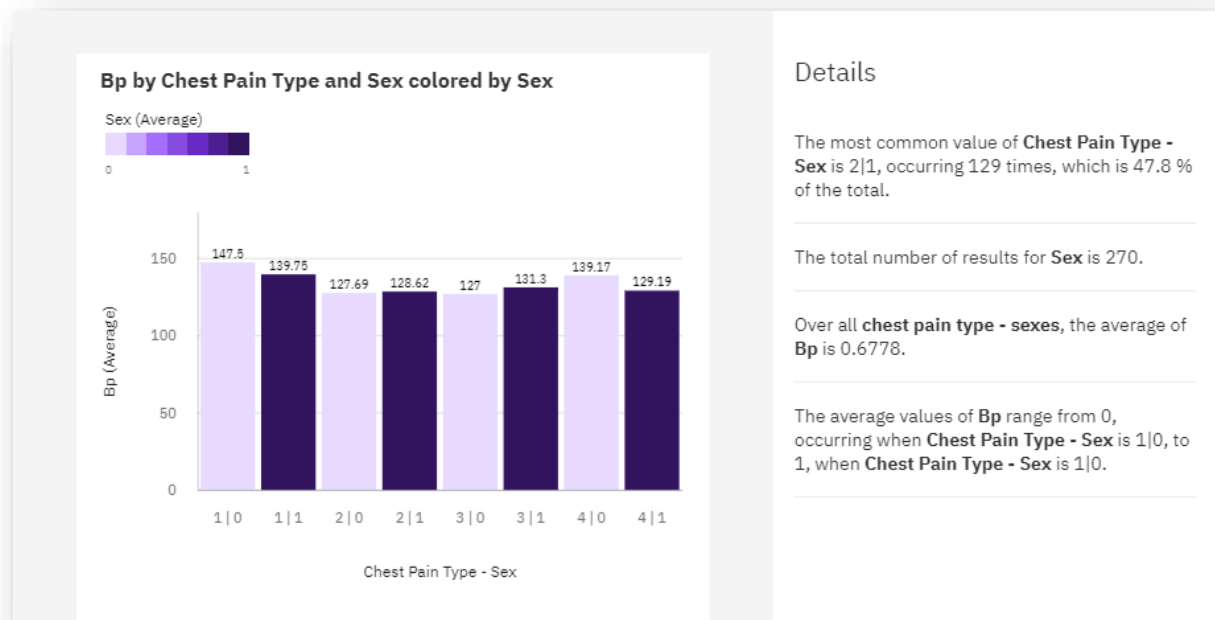 Bp by Chest Pain Type and Sex colored by Sex
Sex (Average)
0 1
Bp (Average)
150
100
50
0
147.5
139.75
127.69
128.62
127
131.3
139.17
129.19
1|0 1|1 2|0 2|1 3|0 3|1 4|0 4|1
Chest Pain Type - Sex
Details
The most common value of Chest Pain Type -
Sex is 2|1, occurring 129 times, which is 47.8 %
of the total.
The total number of results for Sex is 270.
Over all chest pain type - sexes, the average of
Bp is 0.6778.
The average values of Bp range from 0,
occurring when Chest Pain Type - Sex is 1|0, to
1, when Chest Pain Type - Sex is 1|0.